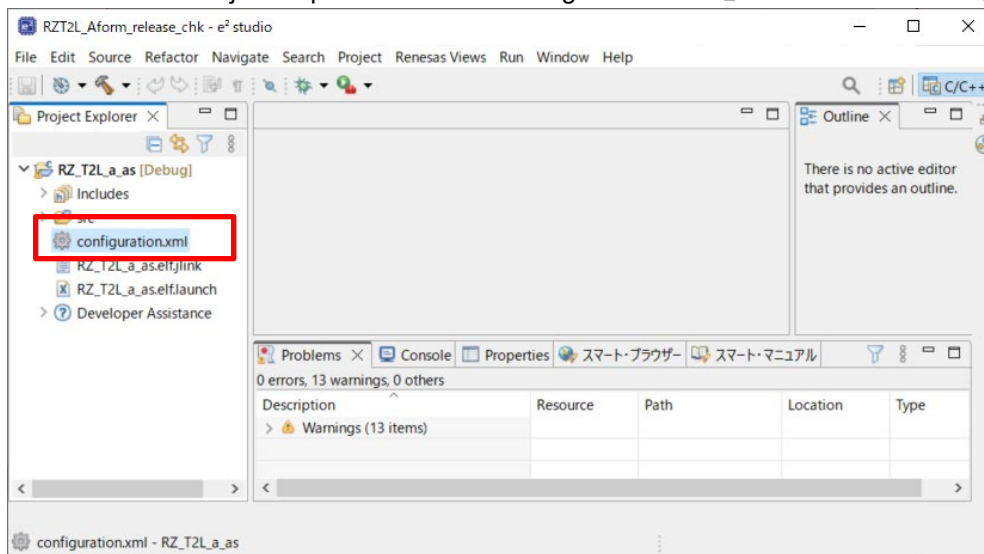 RZT2L_Aform_release_chk - e² studio
File Edit Source Refactor Navigate Search Project Renesas Views Run Window Help
C/C++
Project Explorer
Outline
RZ_T2L_a_as [Debug]
Includes
src
configuration.xml
RZ_T2L_a_as.elf.jlink
RZ_T2L_a_as.elf.launch
Developer Assistance
There is no active editor
that provides an outline.
Problems Console Properties スマート・ブラウザー スマート・マニュアル
0 errors, 13 warnings, 0 others
Description Resource Path Location Type
Warnings (13 items)
configuration.xml - RZ_T2L_a_as